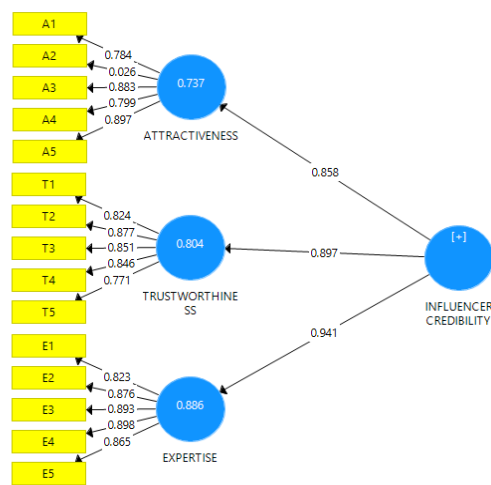 A1
A2
A3
A4
A5
0.784
0.026
0.883
0.799
0.897
0.737
ATTRACTIVENESS
0.858
T1
T2
T3
T4
T5
0.824
0.877
0.851
0.846
0.771
0.804
TRUSTWORTHINE
SS
0.897
[+]
INFLUENCER
CREDIBILITY
E1
E2
E3
E4
E5
0.823
0.876
0.893
0.898
0.865
0.886
EXPERTISE
0.941